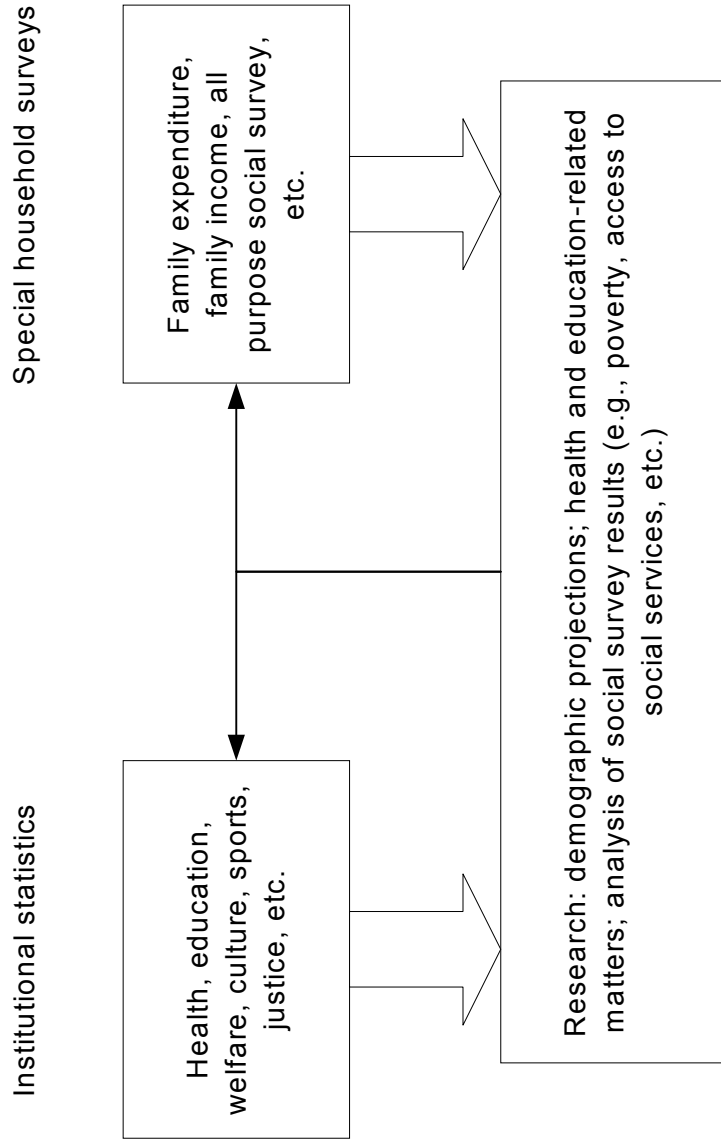 Institutional statistics
Special household surveys
Health, education,
welfare, culture, sports,
justice, etc.
Family expenditure,
family income, all
purpose social survey,
etc.
Research: demographic projections; health and education-related
matters; analysis of social survey results (e.g., poverty, access to
social services, etc.)